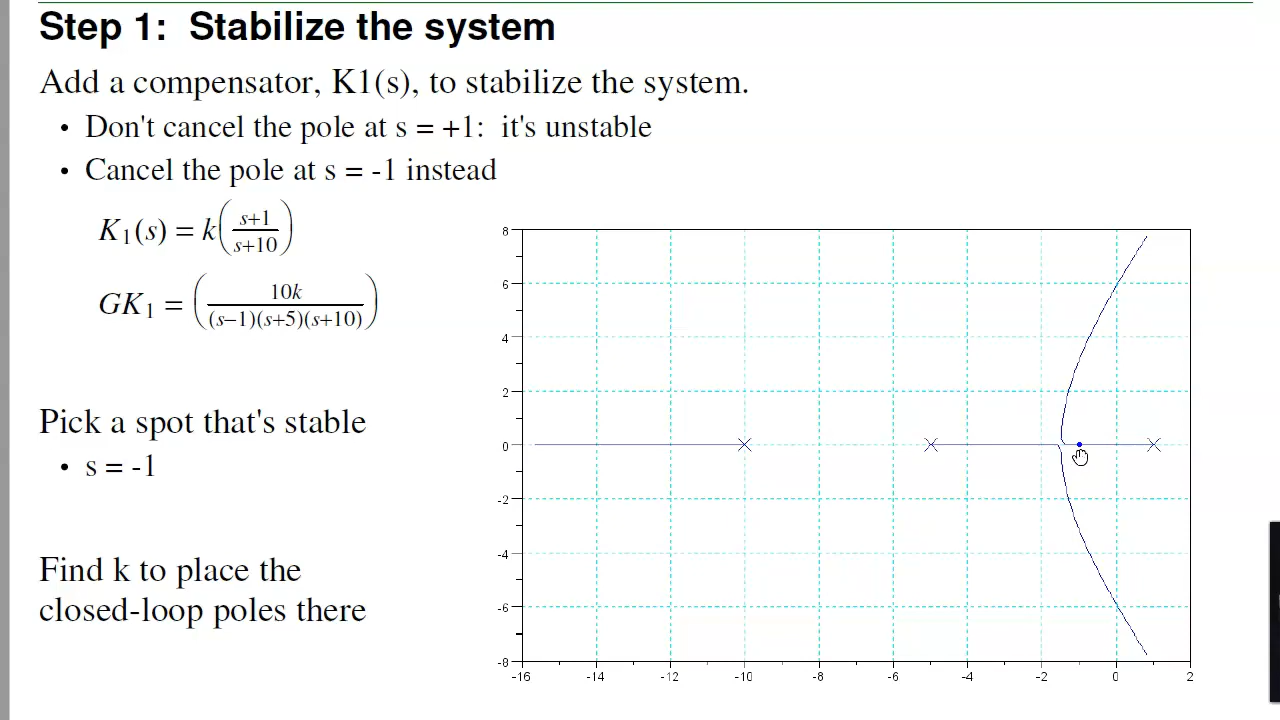 Step 1:  Stabilize the system
Add a compensator, K1(s), to stabilize the system.
• Don't cancel the pole at s = +1:  it's unstable
• Cancel the pole at s = -1 instead
K₁(s) = k((s+1)/(s+10))
GK₁ = (10k/((s−1)(s+5)(s+10)))
Pick a spot that's stable
• s = -1
Find k to place the
closed-loop poles there
8
6
4
2
0
-2
-4
-6
-8
-16 -14 -12 -10 -8 -6 -4 -2 0 2